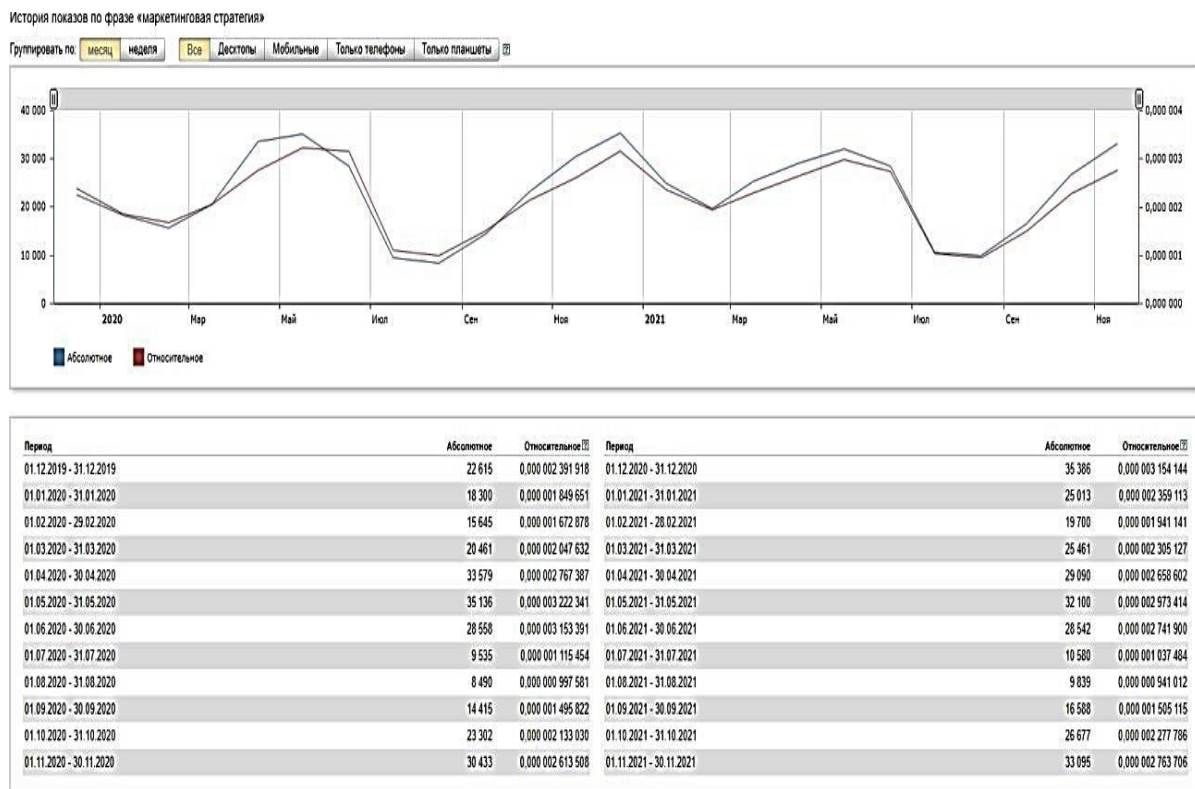 История показов по фразе «маркетинговая стратегия»
Группировать по: месяц неделя Все Десктопы Мобильные Только телефоны Только планшеты [?]
40 000 0,000 004
30 000 0,000 003
20 000 0,000 002
10 000 0,000 001
0 0,000 000
2020 Мар Май Июл Сен Ноя 2021 Мар Май Июл Сен Ноя
Абсолютное Относительное
Период Абсолютное Относительное[?] Период Абсолютное Относительное[?]
01.12.2019 - 31.12.2019 22 615 0,000 002 391 918 01.12.2020 - 31.12.2020 35 386 0,000 003 154 144
01.01.2020 - 31.01.2020 18 300 0,000 001 849 651 01.01.2021 - 31.01.2021 25 013 0,000 002 359 113
01.02.2020 - 29.02.2020 15 645 0,000 001 672 878 01.02.2021 - 28.02.2021 19 700 0,000 001 941 141
01.03.2020 - 31.03.2020 20 461 0,000 002 047 632 01.03.2021 - 31.03.2021 25 461 0,000 002 305 127
01.04.2020 - 30.04.2020 33 579 0,000 002 767 387 01.04.2021 - 30.04.2021 29 090 0,000 002 658 602
01.05.2020 - 31.05.2020 35 136 0,000 003 222 341 01.05.2021 - 31.05.2021 32 100 0,000 002 973 414
01.06.2020 - 30.06.2020 28 558 0,000 003 153 391 01.06.2021 - 30.06.2021 28 542 0,000 002 741 900
01.07.2020 - 31.07.2020 9 535 0,000 001 115 454 01.07.2021 - 31.07.2021 10 580 0,000 001 037 484
01.08.2020 - 31.08.2020 8 490 0,000 000 997 581 01.08.2021 - 31.08.2021 9 839 0,000 000 941 012
01.09.2020 - 30.09.2020 14 415 0,000 001 495 822 01.09.2021 - 30.09.2021 16 588 0,000 001 505 115
01.10.2020 - 31.10.2020 23 302 0,000 002 133 030 01.10.2021 - 31.10.2021 26 677 0,000 002 277 786
01.11.2020 - 30.11.2020 30 433 0,000 002 613 508 01.11.2021 - 30.11.2021 33 095 0,000 002 763 706